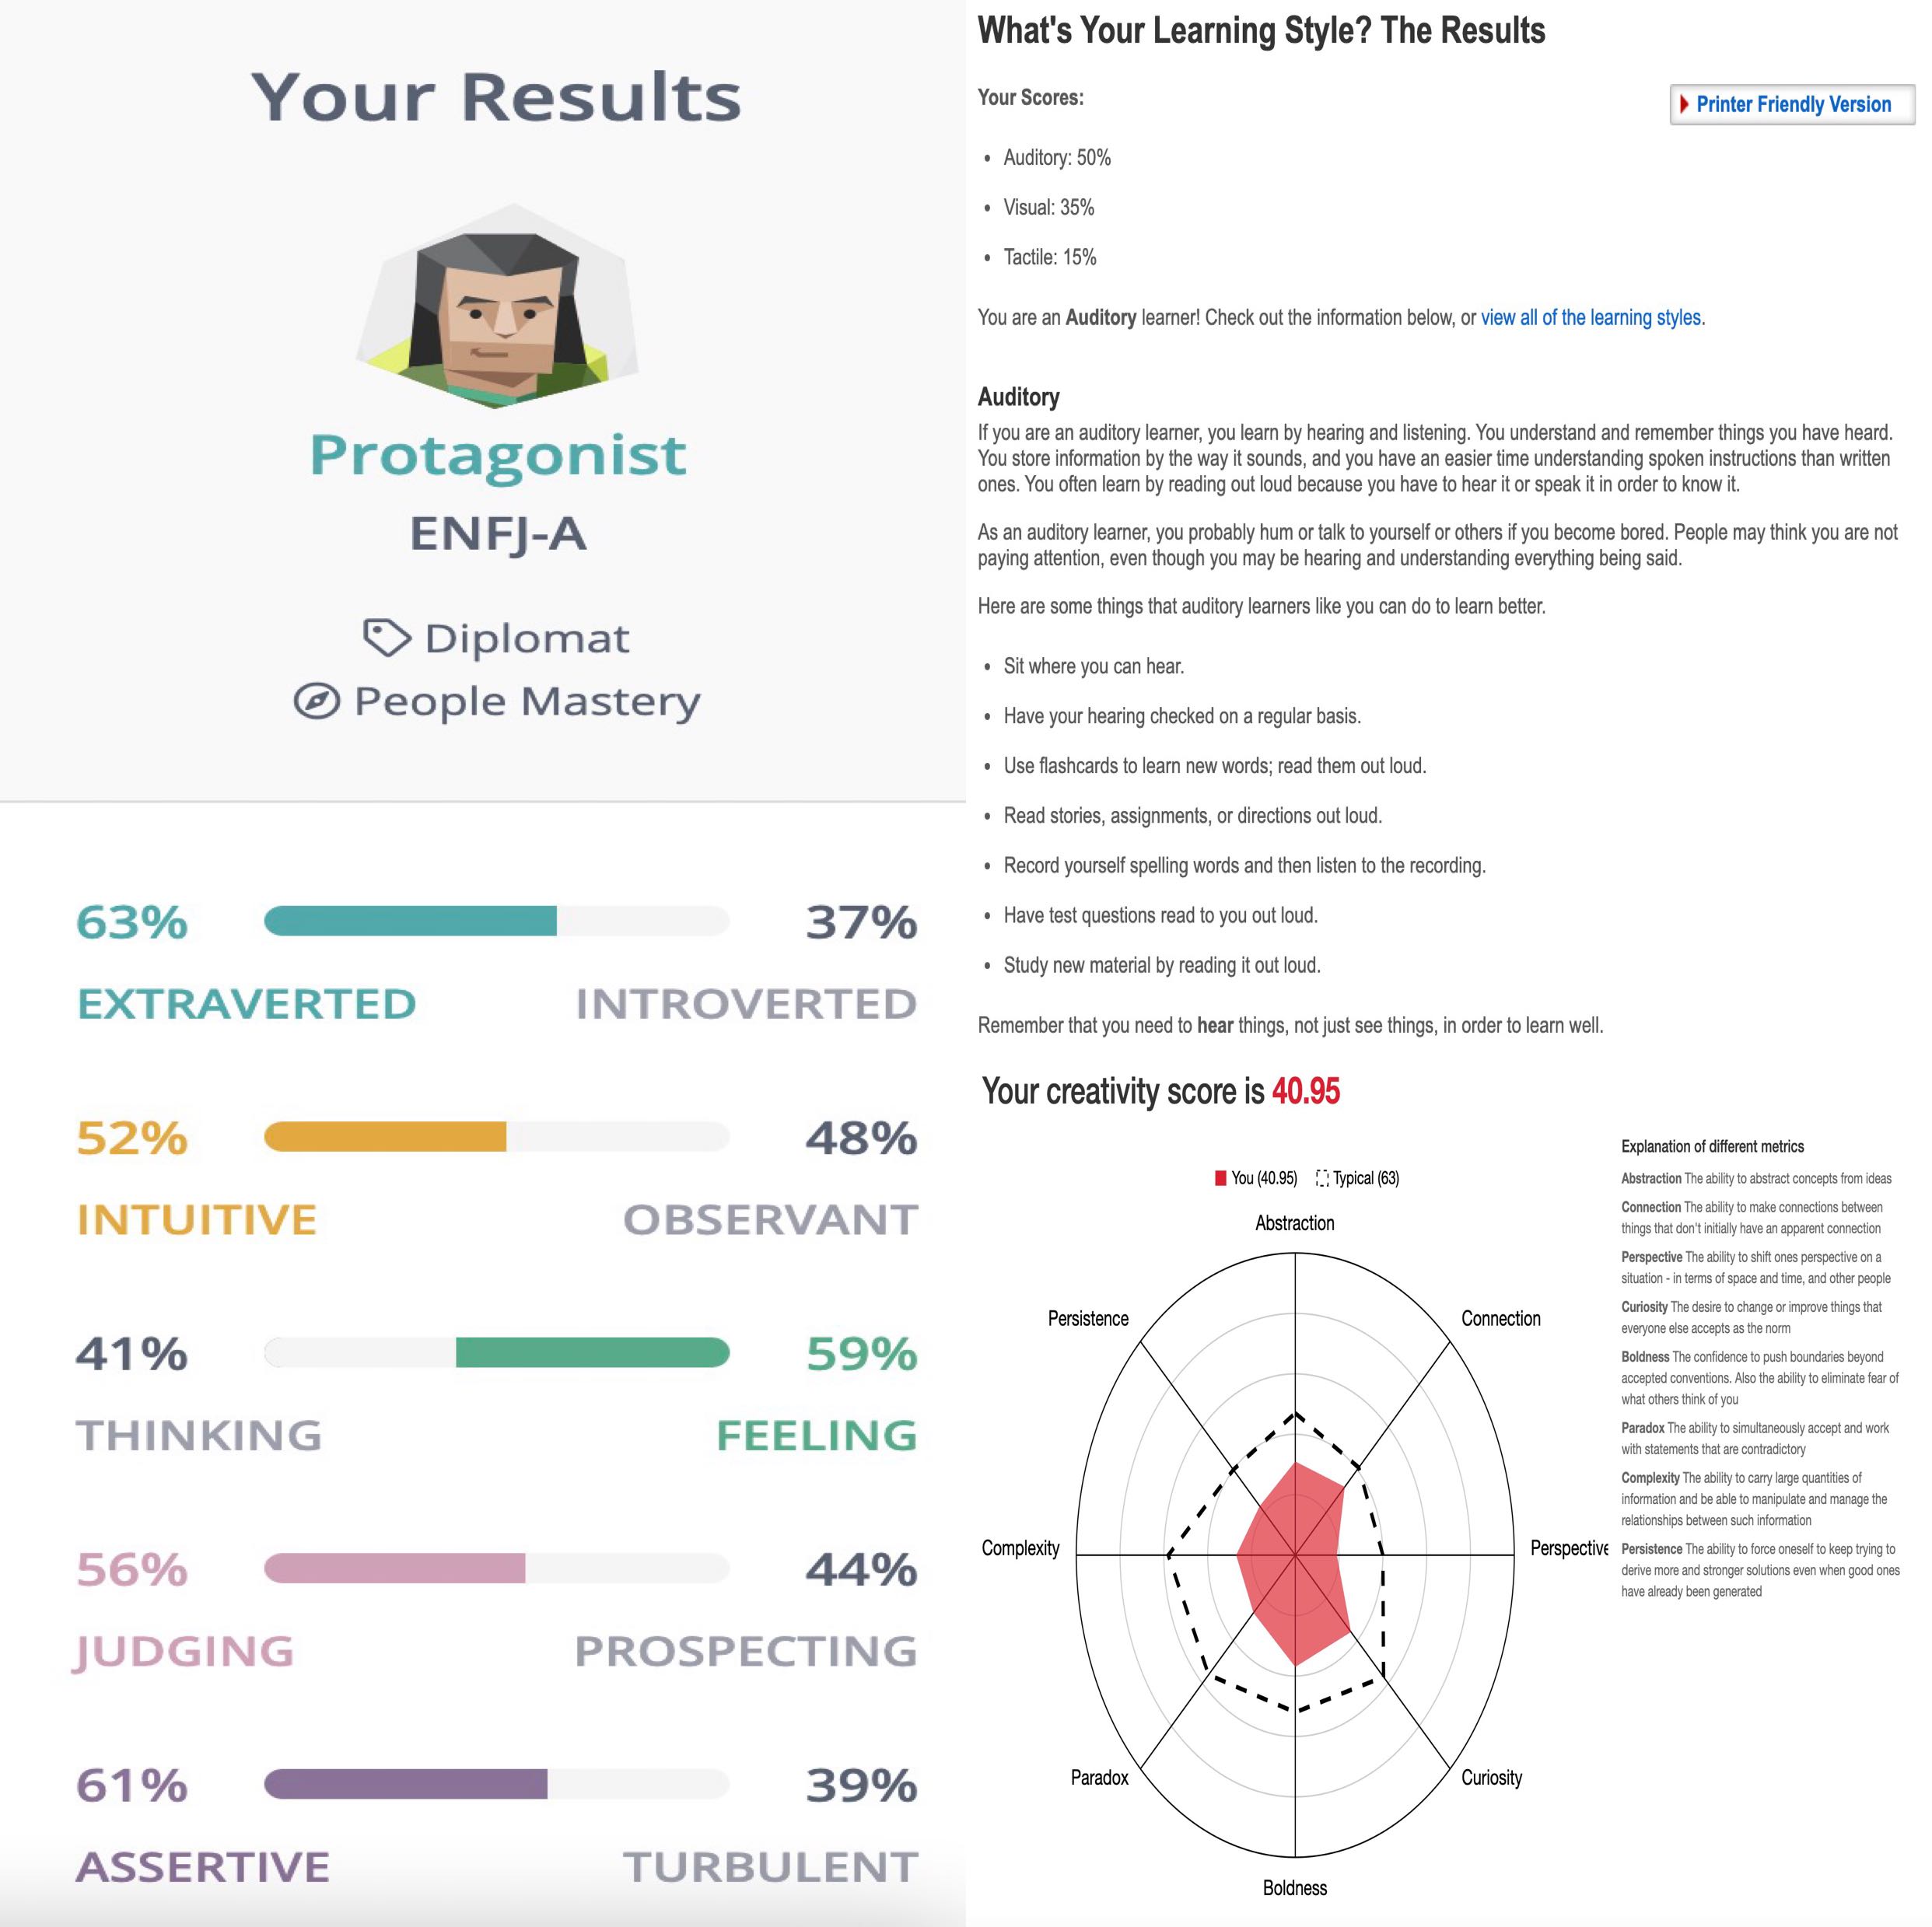 Your Results
Protagonist
ENFJ-A
Diplomat
People Mastery
63%
37%
EXTRAVERTED
INTROVERTED
52%
48%
INTUITIVE
OBSERVANT
41%
59%
THINKING
FEELING
56%
44%
JUDGING
PROSPECTING
61%
39%
ASSERTIVE
TURBULENT
What's Your Learning Style? The Results
Your Scores:
Printer Friendly Version
• Auditory: 50%
• Visual: 35%
• Tactile: 15%
You are an Auditory learner! Check out the information below, or view all of the learning styles.
Auditory
If you are an auditory learner, you learn by hearing and listening. You understand and remember things you have heard.
You store information by the way it sounds, and you have an easier time understanding spoken instructions than written
ones. You often learn by reading out loud because you have to hear it or speak it in order to know it.
As an auditory learner, you probably hum or talk to yourself or others if you become bored. People may think you are not
paying attention, even though you may be hearing and understanding everything being said.
Here are some things that auditory learners like you can do to learn better.
• Sit where you can hear.
• Have your hearing checked on a regular basis.
• Use flashcards to learn new words; read them out loud.
• Read stories, assignments, or directions out loud.
• Record yourself spelling words and then listen to the recording.
• Have test questions read to you out loud.
• Study new material by reading it out loud.
Remember that you need to hear things, not just see things, in order to learn well.
Your creativity score is 40.95
You (40.95)
Typical (63)
Abstraction
Connection
Perspective
Curiosity
Boldness
Paradox
Complexity
Persistence
Explanation of different metrics
Abstraction The ability to abstract concepts from ideas
Connection The ability to make connections between
things that don't initially have an apparent connection
Perspective The ability to shift ones perspective on a
situation - in terms of space and time, and other people
Curiosity The desire to change or improve things that
everyone else accepts as the norm
Boldness The confidence to push boundaries beyond
accepted conventions. Also the ability to eliminate fear of
what others think of you
Paradox The ability to simultaneously accept and work
with statements that are contradictory
Complexity The ability to carry large quantities of
information and be able to manipulate and manage the
relationships between such information
Persistence The ability to force oneself to keep trying to
derive more and stronger solutions even when good ones
have already been generated